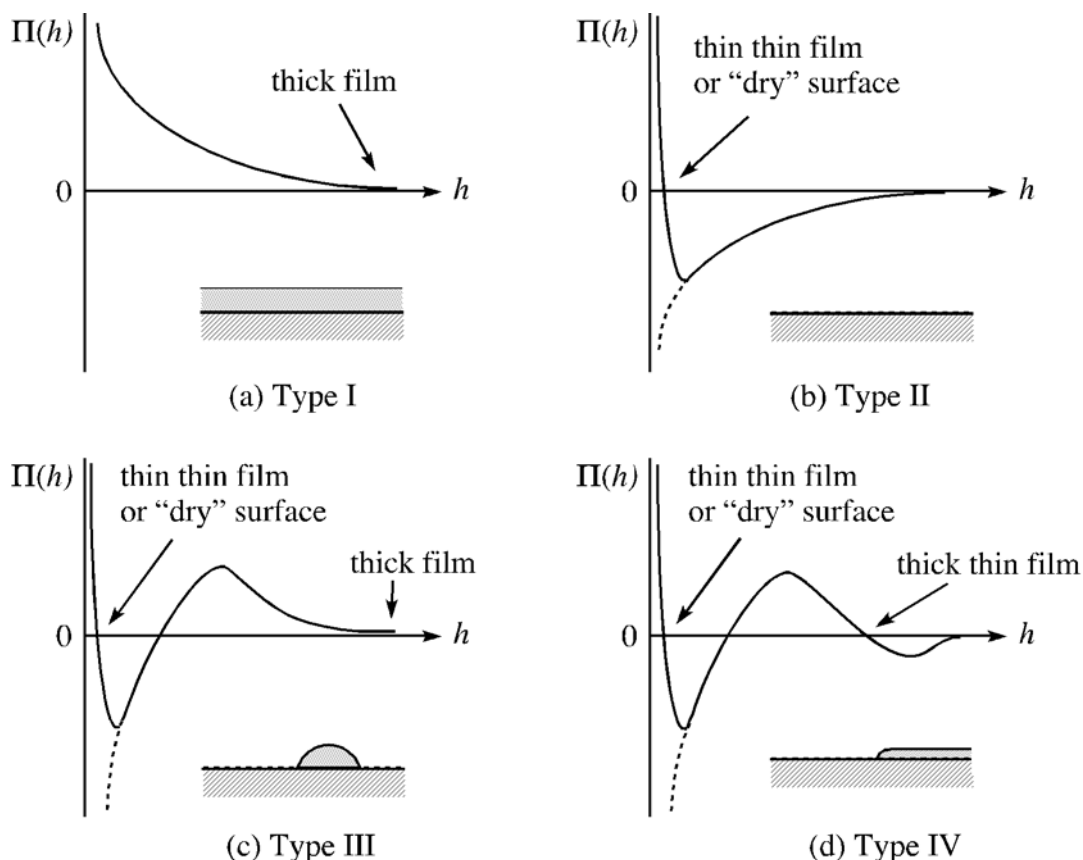 Π(h)
thick film
0
h
(a) Type I
Π(h)
thin thin film
or “dry” surface
0
h
(b) Type II
Π(h)
thin thin film
or “dry” surface
thick film
0
h
(c) Type III
Π(h)
thin thin film
or “dry” surface
thick thin film
0
h
(d) Type IV